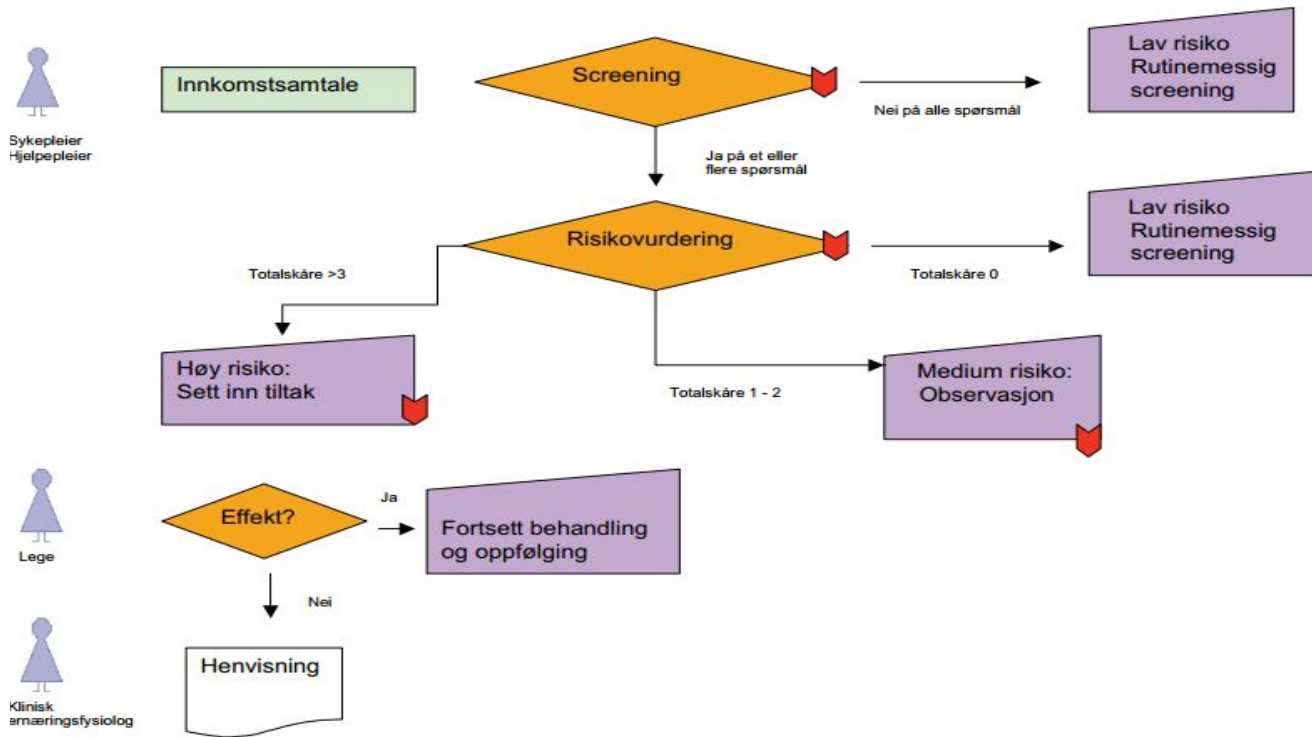 Sykepleier
Hjelpepleier
Innkomstsamtale
Screening
Nei på alle spørsmål
Lav risiko
Rutinemessig
screening
Ja på et eller
flere spørsmål
Risikovurdering
Totalskåre 0
Lav risiko
Rutinemessig
screening
Totalskåre >3
Høy risiko:
Sett inn tiltak
Totalskåre 1 - 2
Medium risiko:
Observasjon
Lege
Effekt?
Ja
Fortsett behandling
og oppfølging
Nei
Klinisk
ernæringsfysiolog
Henvisning